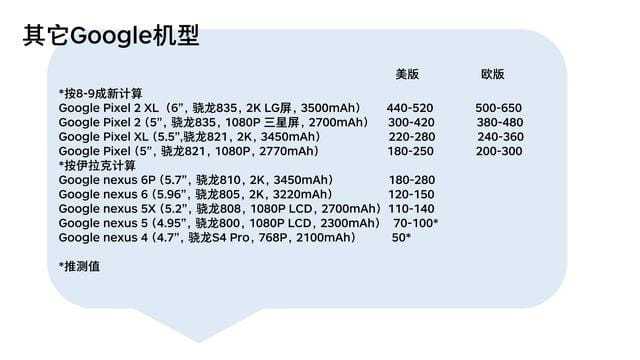 其它Google机型
美版 欧版
*按8-9成新计算
Google Pixel 2 XL（6”，骁龙835，2K LG屏，3500mAh） 440-520 500-650
Google Pixel 2（5”，骁龙835，1080P 三星屏，2700mAh） 300-420 380-480
Google Pixel XL（5.5”,骁龙821，2K，3450mAh） 220-280 240-360
Google Pixel（5”，骁龙821，1080P，2770mAh） 180-250 200-300
*按伊拉克计算
Google nexus 6P（5.7”，骁龙810，2K，3450mAh） 180-280
Google nexus 6（5.96”，骁龙805，2K，3220mAh） 120-150
Google nexus 5X（5.2”，骁龙808，1080P LCD，2700mAh）110-140
Google nexus 5（4.95”，骁龙800，1080P LCD，2300mAh） 70-100*
Google nexus 4（4.7”，骁龙S4 Pro，768P，2100mAh） 50*
*推测值